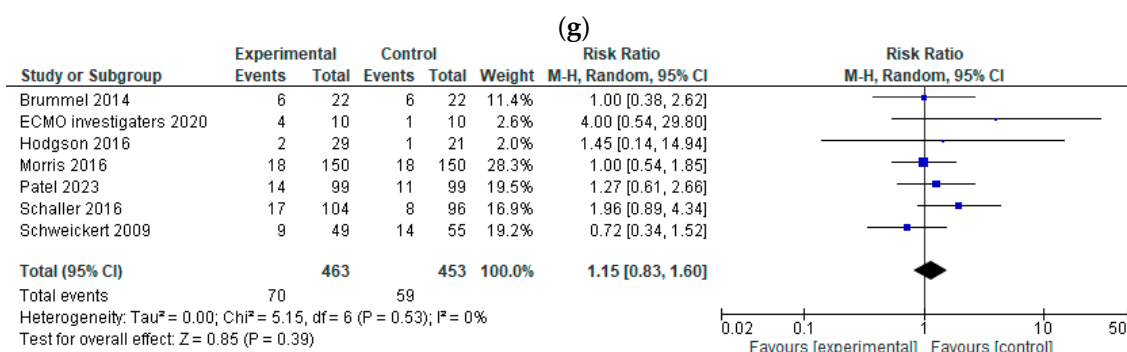 (g)
Experimental Control Risk Ratio Risk Ratio
Study or Subgroup Events Total Events Total Weight M-H, Random, 95% CI M-H, Random, 95% CI
Brummel 2014 6 22 6 22 11.4% 1.00 [0.38, 2.62]
ECMO investigaters 2020 4 10 1 10 2.6% 4.00 [0.54, 29.80]
Hodgson 2016 2 29 1 21 2.0% 1.45 [0.14, 14.94]
Morris 2016 18 150 18 150 28.3% 1.00 [0.54, 1.85]
Patel 2023 14 99 11 99 19.5% 1.27 [0.61, 2.66]
Schaller 2016 17 104 8 96 16.9% 1.96 [0.89, 4.34]
Schweickert 2009 9 49 14 55 19.2% 0.72 [0.34, 1.52]
Total (95% CI) 463 453 100.0% 1.15 [0.83, 1.60]
Total events 70 59
Heterogeneity: Tau² = 0.00; Chi² = 5.15, df = 6 (P = 0.53); I² = 0%
Test for overall effect: Z = 0.85 (P = 0.39)
0.02 0.1 1 10 50
Favours [experimental] Favours [control]